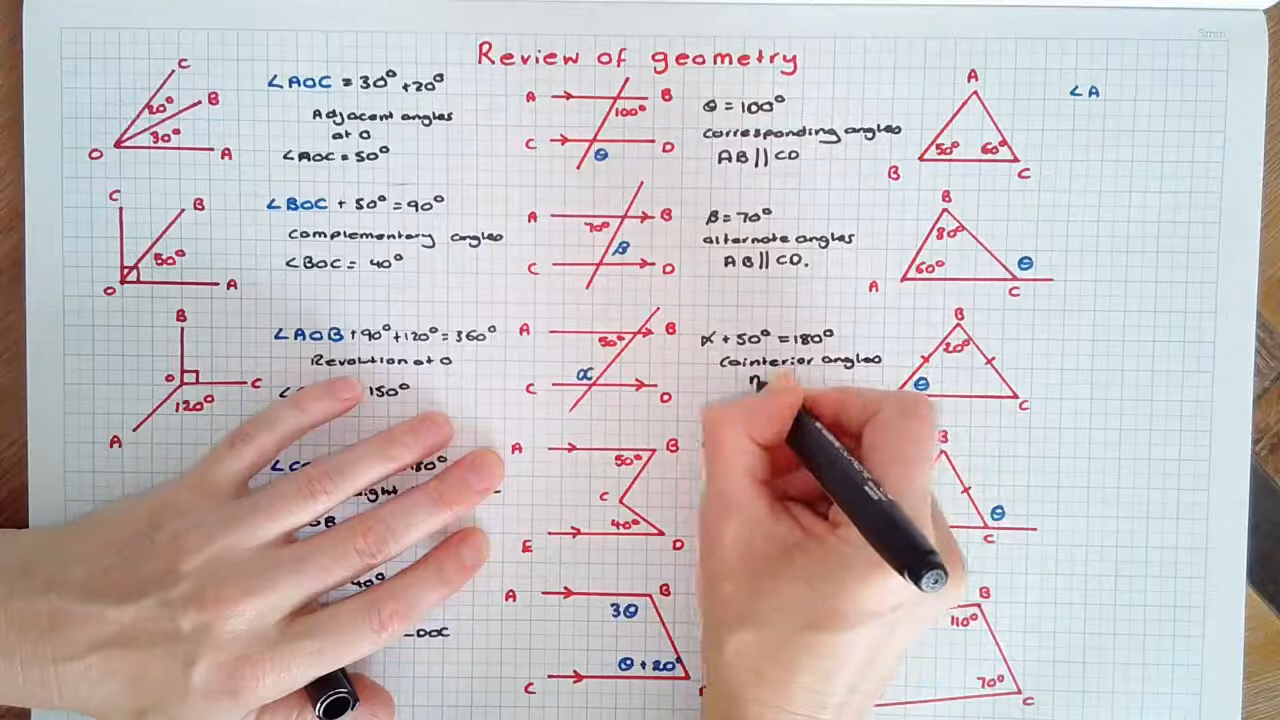 5mm
Review of geometry
C
20°
B
30°
O
A
∠AOC = 30° + 20°
Adjacent angles
at O
∠AOC = 50°
C
B
50°
O
A
∠BOC + 50° = 90°
Complementary angles
∠BOC = 40°
B
O
C
120°
A
∠AOB + 90° + 120° = 360°
Revolution at O
150°
A
B
100°
C
D
θ
θ = 100°
corresponding angles
AB || CD
A
B
70°
β
C
D
β = 70°
alternate angles
AB || CD.
A
B
50°
α
C
D
α + 50° = 180°
Cointerior angles
A
B
50°
C
40°
E
D
A
B
3θ
θ + 20°
C
A
50°
60°
B
C
∠A
B
80°
60°
θ
A
C
B
20°
θ
C
B
θ
C
B
110°
70°
C